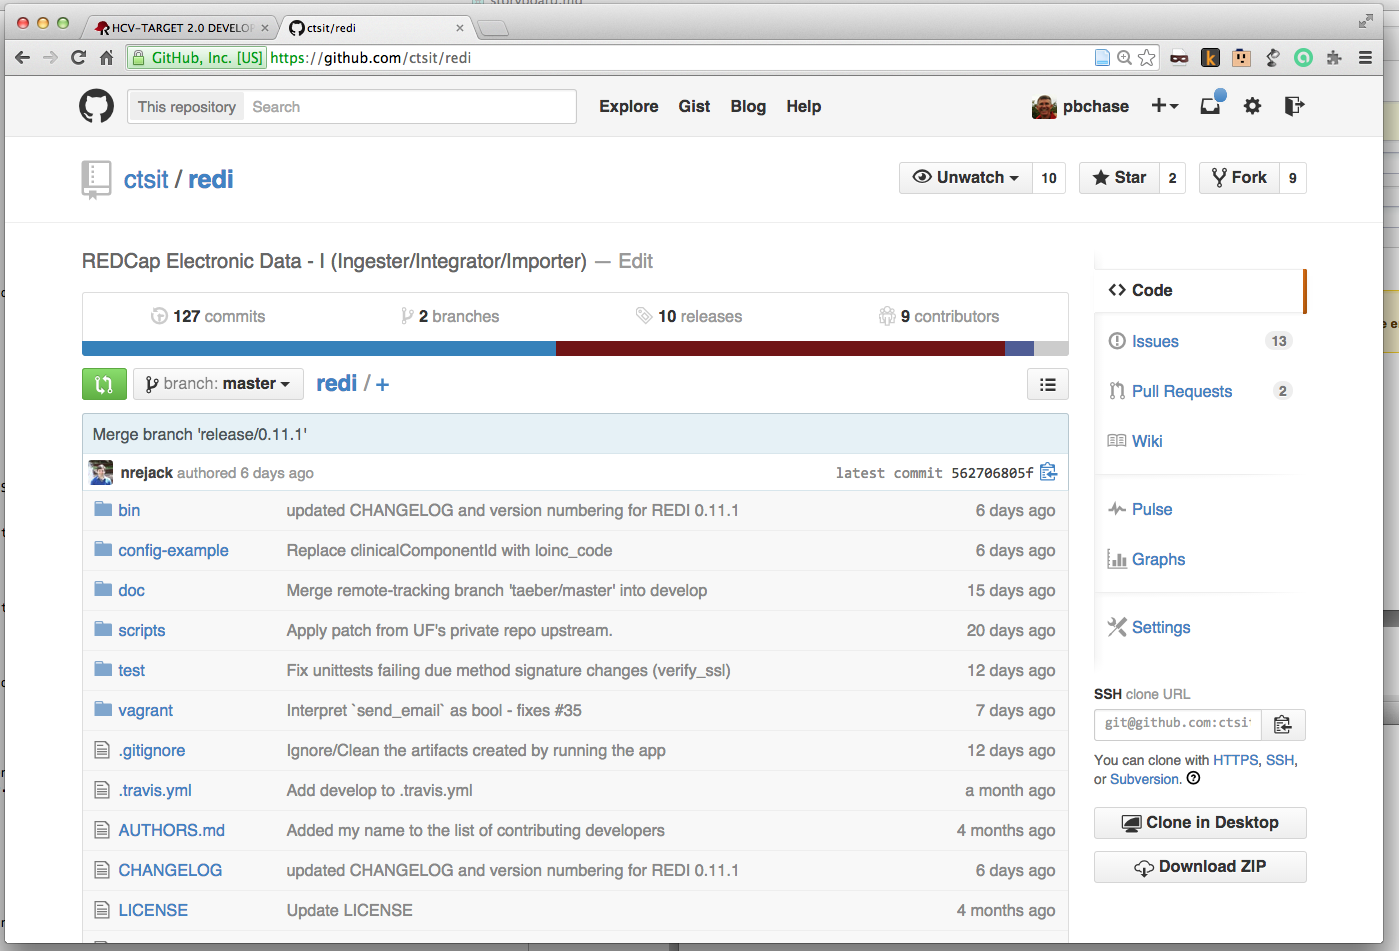 HCV-TARGET 2.0 DEVELOP
ctsit/redi
GitHub, Inc. [US] https://github.com/ctsit/redi
This repository Search Explore Gist Blog Help pbchase
ctsit / redi Unwatch 10 Star 2 Fork 9
REDCap Electronic Data - I (Ingester/Integrator/Importer) — Edit
127 commits 2 branches 10 releases 9 contributors
branch: master redi / +
Merge branch 'release/0.11.1'
nrejack authored 6 days ago latest commit 562706805f
bin updated CHANGELOG and version numbering for REDI 0.11.1 6 days ago
config-example Replace clinicalComponentId with loinc_code 6 days ago
doc Merge remote-tracking branch 'taeber/master' into develop 15 days ago
scripts Apply patch from UF's private repo upstream. 20 days ago
test Fix unittests failing due method signature changes (verify_ssl) 12 days ago
vagrant Interpret `send_email` as bool - fixes #35 7 days ago
.gitignore Ignore/Clean the artifacts created by running the app 12 days ago
.travis.yml Add develop to .travis.yml a month ago
AUTHORS.md Added my name to the list of contributing developers 4 months ago
CHANGELOG updated CHANGELOG and version numbering for REDI 0.11.1 6 days ago
LICENSE Update LICENSE 4 months ago
Code
Issues 13
Pull Requests 2
Wiki
Pulse
Graphs
Settings
SSH clone URL
git@github.com:ctsi
You can clone with HTTPS, SSH,
or Subversion.
Clone in Desktop
Download ZIP